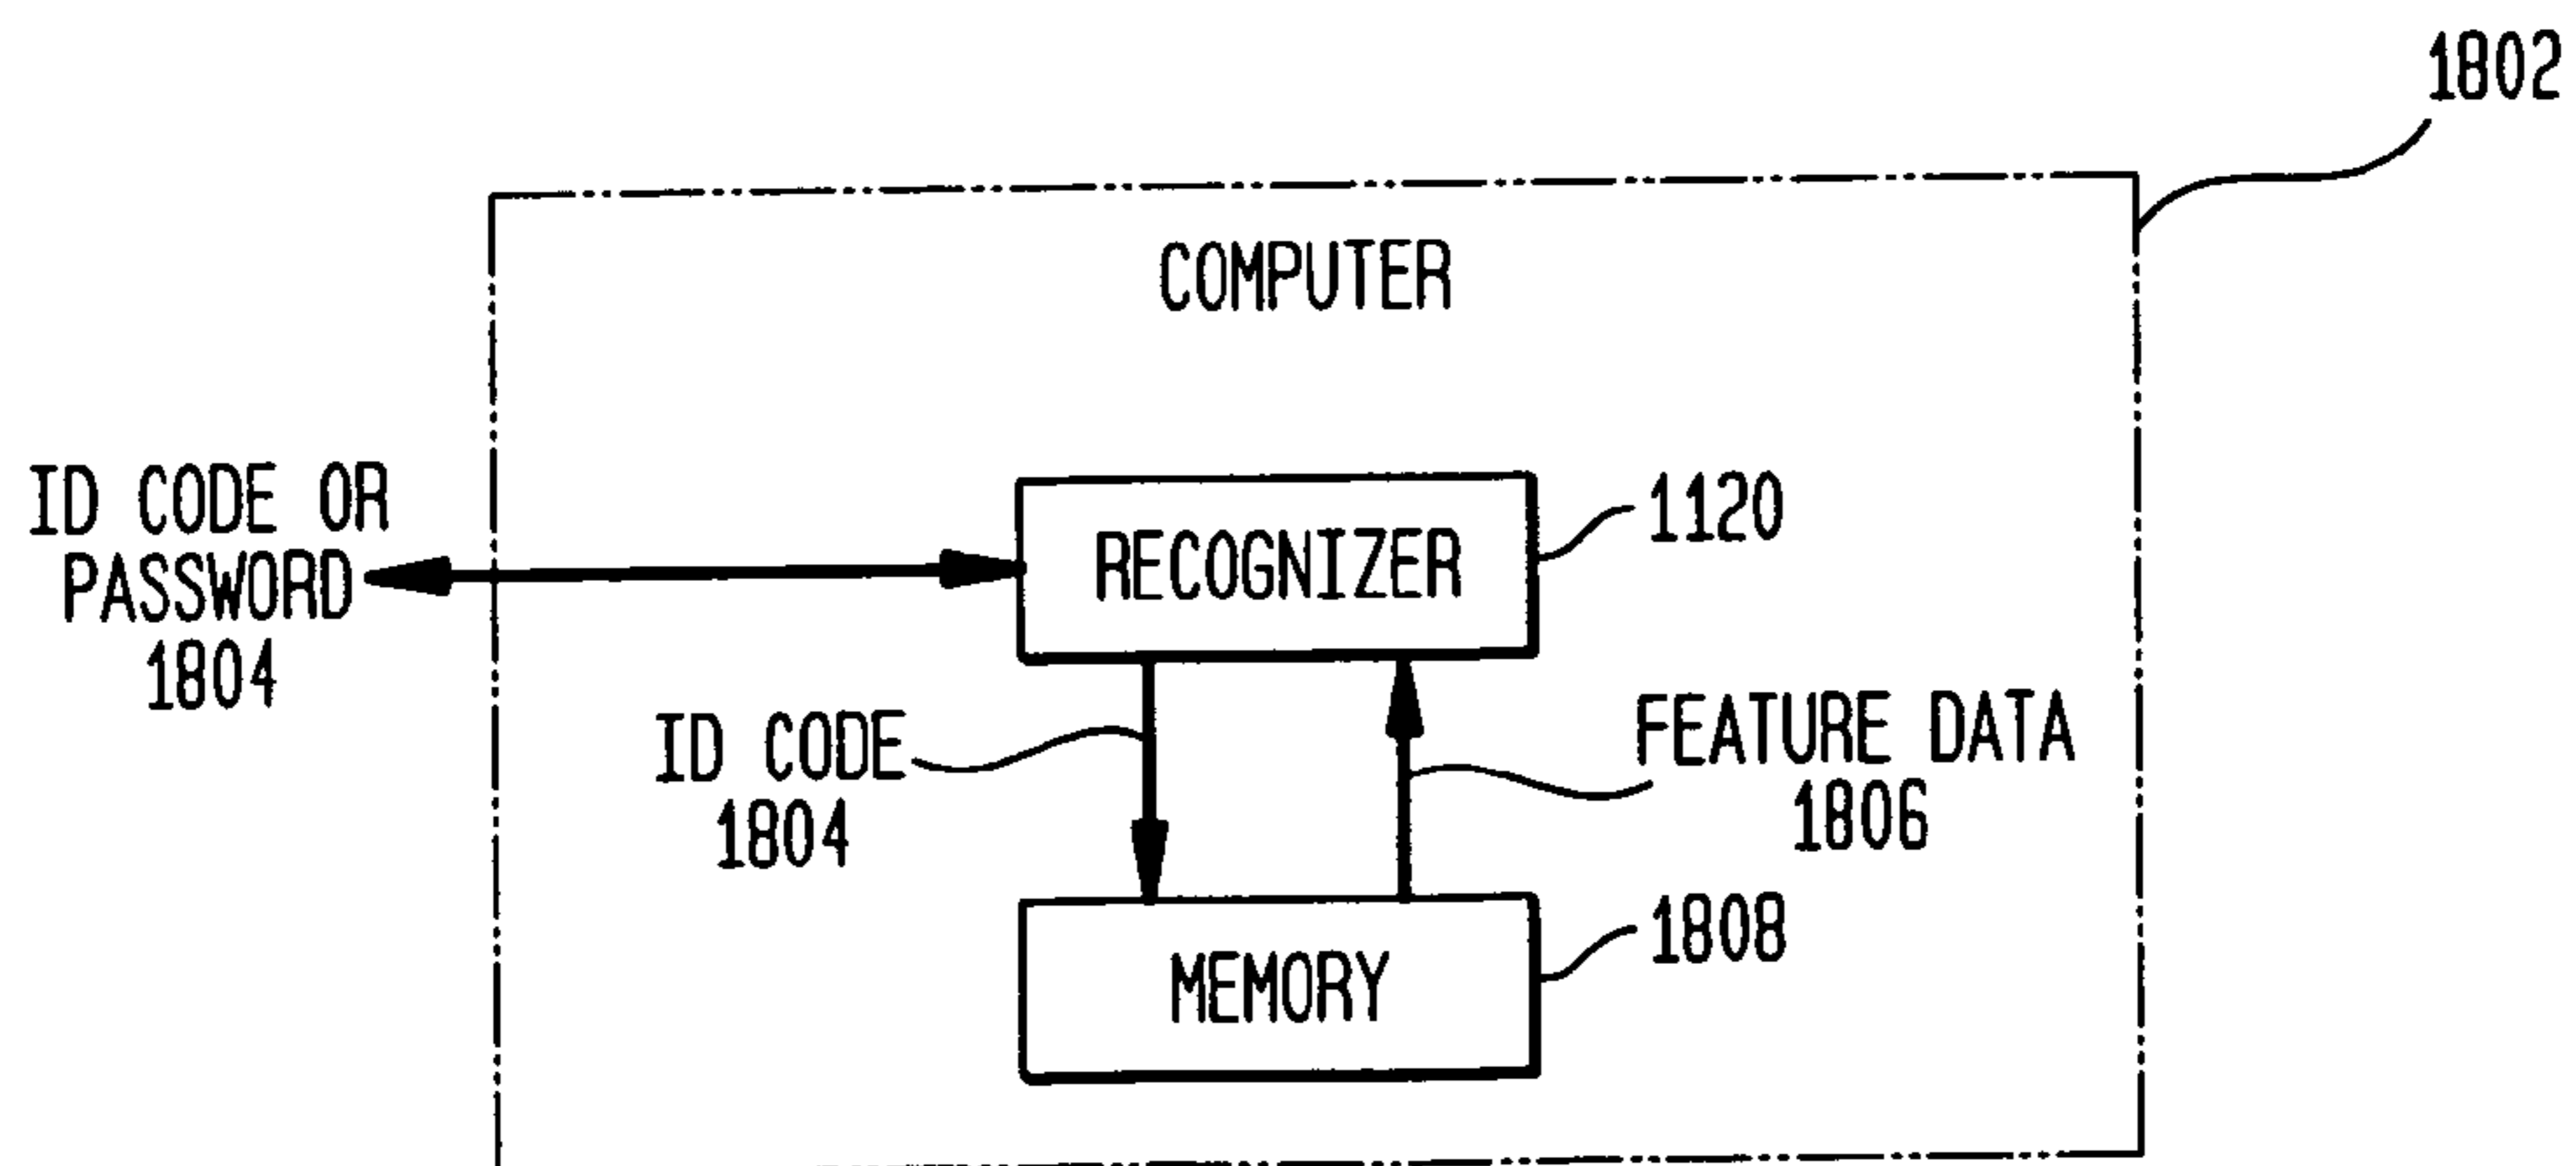 1802
COMPUTER
ID CODE OR
PASSWORD
1804
RECOGNIZER
1120
ID CODE
1804
FEATURE DATA
1806
MEMORY
1808